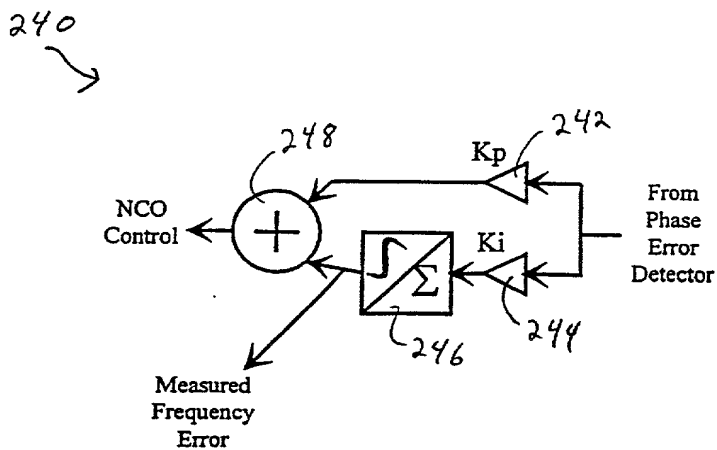 240
248
242
Kp
NCO
Control
+
From
Phase
Error
Detector
Ki
∫
Σ
246
244
Measured
Frequency
Error